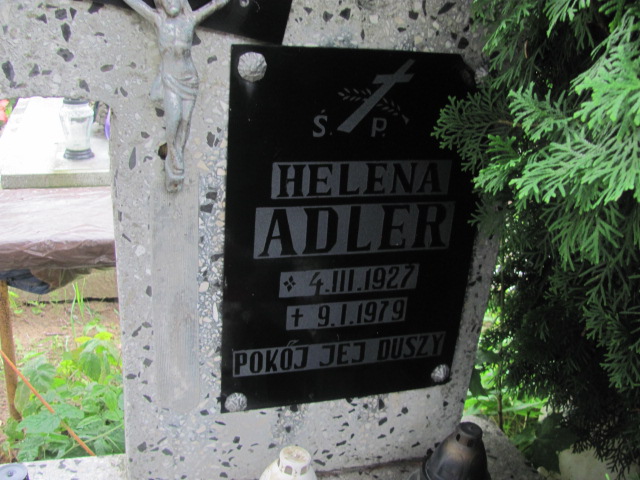 Ś. P.
HELENA
ADLER
4.III.1927
✝ 9.I.1979
POKÓJ JEJ DUSZY